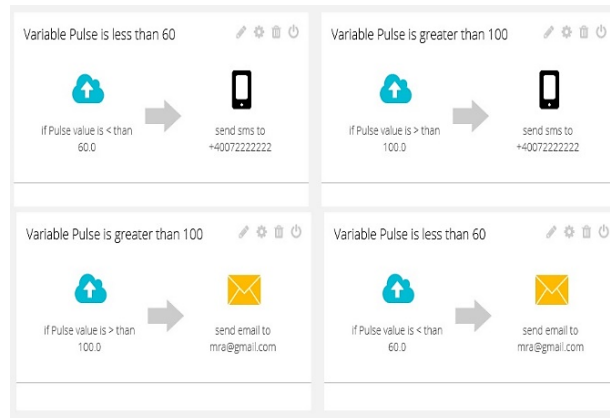 Variable Pulse is less than 60
if Pulse value is < than
60.0
send sms to
+40072222222
Variable Pulse is greater than 100
if Pulse value is > than
100.0
send sms to
+40072222222
Variable Pulse is greater than 100
if Pulse value is > than
100.0
send email to
mra@gmail.com
Variable Pulse is less than 60
if Pulse value is < than
60.0
send email to
mra@gmail.com